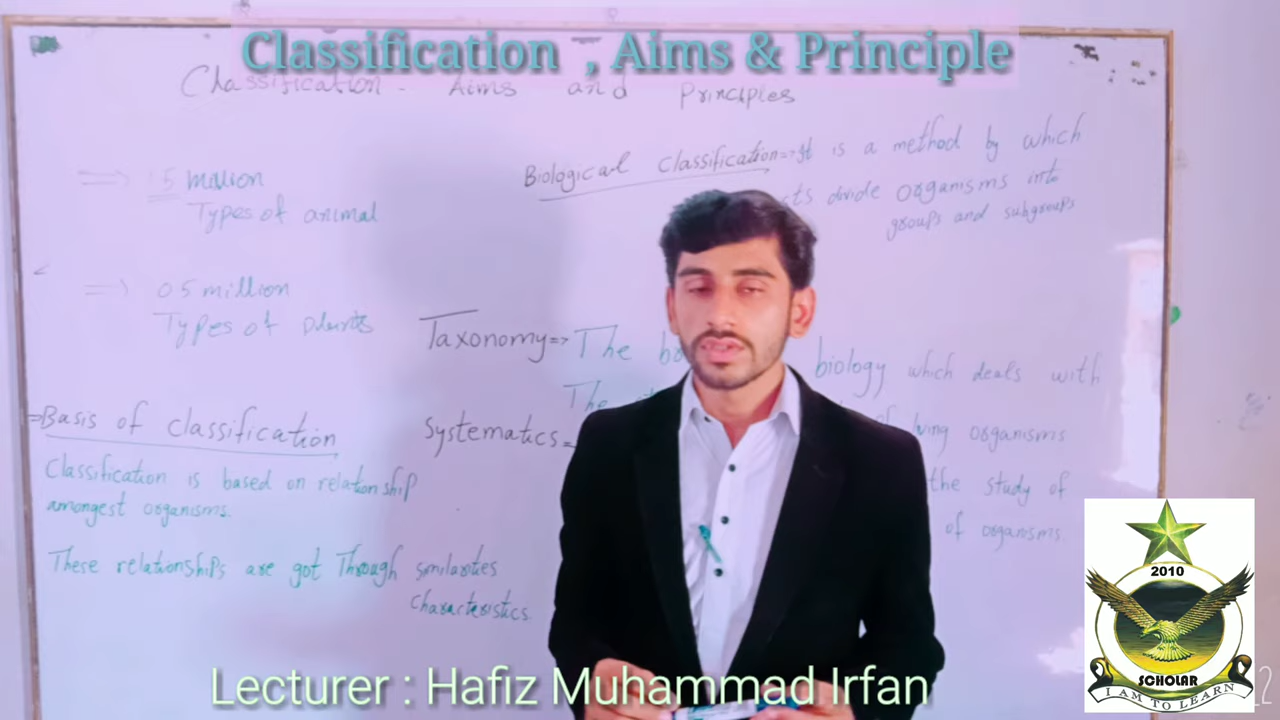 Classification , Aims & Principle
Classification - Aims and Principles
1.5 million
Types of animal
0.5 million
Types of plants
=Basis of classification
Classification is based on relationship
amongest organisms.
These relationships are got Through similarities
characteristics.
Biological classification=>It is a method by which
divide organisms into
groups and subgroups
Taxonomy=> The biology which deals with
The living organisms
Systematics= the study of
of organisms
2010
SCHOLAR
I AM TO LEARN
Lecturer : Hafiz Muhammad Irfan